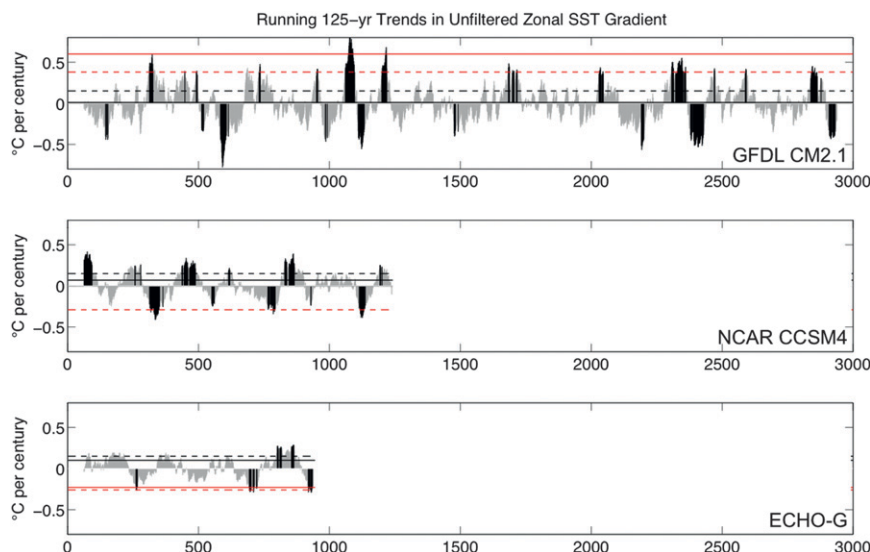 Running 125−yr Trends in Unfiltered Zonal SST Gradient
°C per century
0.5
0
−0.5
GFDL CM2.1
0 500 1000 1500 2000 2500 3000
°C per century
0.5
0
−0.5
NCAR CCSM4
0 500 1000 1500 2000 2500 3000
°C per century
0.5
0
−0.5
ECHO-G
0 500 1000 1500 2000 2500 3000